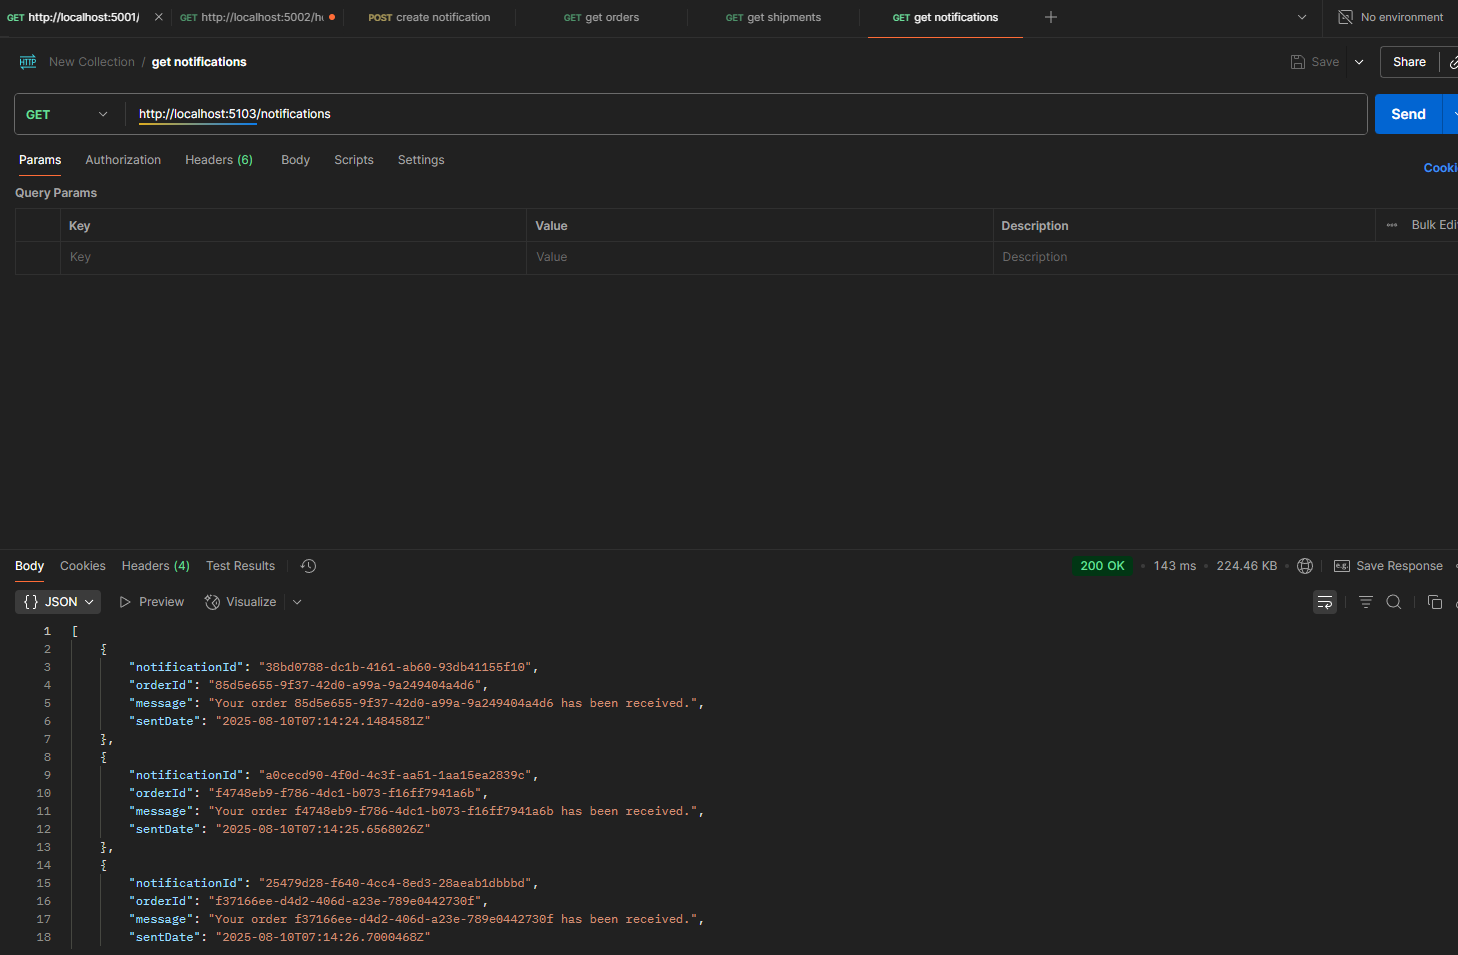 GET http://localhost:5001/ GET http://localhost:5002/he POST create notification GET get orders GET get shipments GET get notifications No environment
HTTP New Collection / get notifications Save Share
GET http://localhost:5103/notifications Send
Params Authorization Headers (6) Body Scripts Settings Cooki
Query Params
Key Value Description Bulk Edi
Key Value Description
Body Cookies Headers (4) Test Results 200 OK 143 ms 224.46 KB e.g. Save Response
{} JSON Preview Visualize
1 [
2 {
3 "notificationId": "38bd0788-dc1b-4161-ab60-93db41155f10",
4 "orderId": "85d5e655-9f37-42d0-a99a-9a249404a4d6",
5 "message": "Your order 85d5e655-9f37-42d0-a99a-9a249404a4d6 has been received.",
6 "sentDate": "2025-08-10T07:14:24.1484581Z"
7 },
8 {
9 "notificationId": "a0cecd90-4f0d-4c3f-aa51-1aa15ea2839c",
10 "orderId": "f4748eb9-f786-4dc1-b073-f16ff7941a6b",
11 "message": "Your order f4748eb9-f786-4dc1-b073-f16ff7941a6b has been received.",
12 "sentDate": "2025-08-10T07:14:25.6568026Z"
13 },
14 {
15 "notificationId": "25479d28-f640-4cc4-8ed3-28aeab1dbbbd",
16 "orderId": "f37166ee-d4d2-406d-a23e-789e0442730f",
17 "message": "Your order f37166ee-d4d2-406d-a23e-789e0442730f has been received.",
18 "sentDate": "2025-08-10T07:14:26.7000468Z"